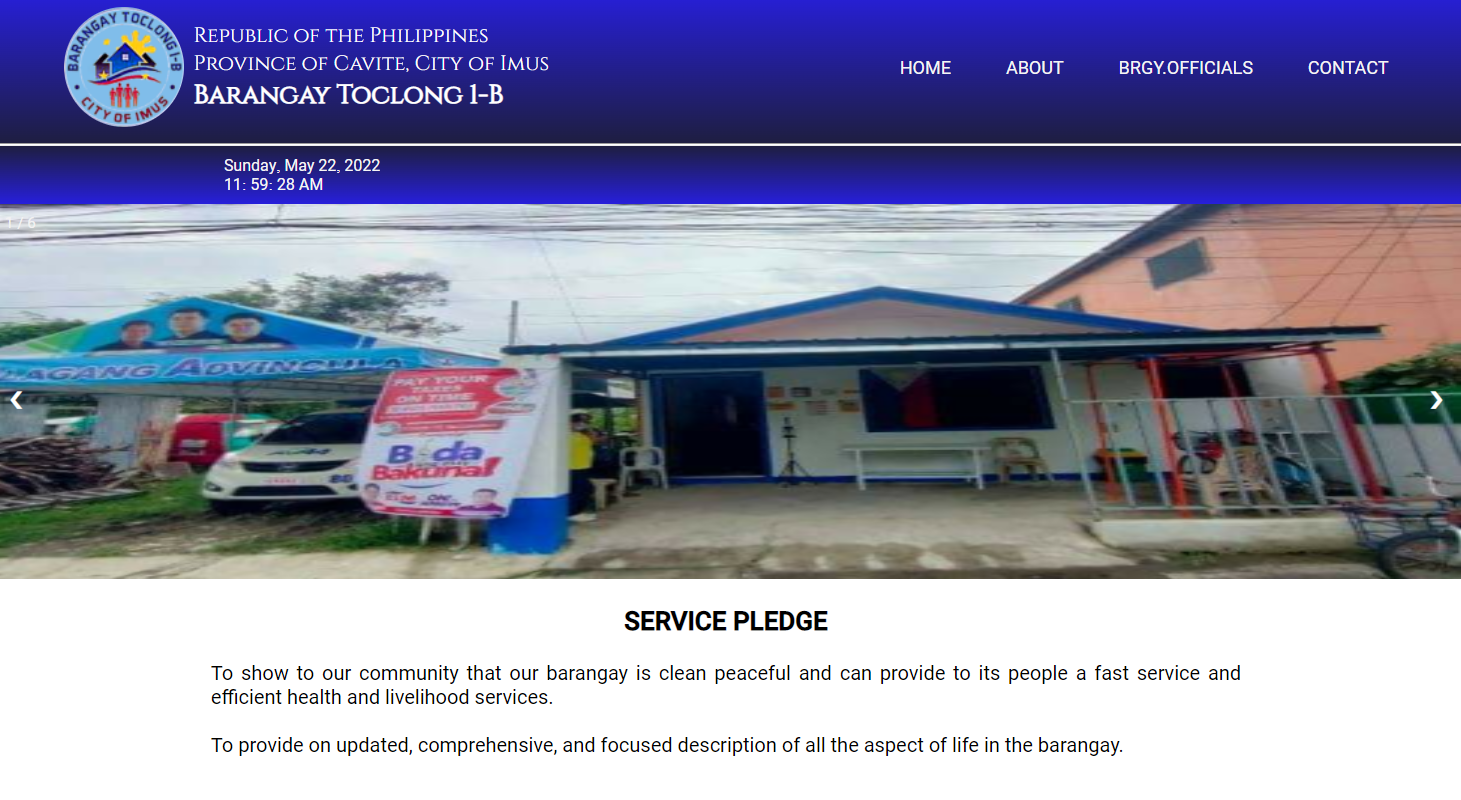 BARANGAY TOCLONG I-B
CITY OF IMUS
REPUBLIC OF THE PHILIPPINES
PROVINCE OF CAVITE, CITY OF IMUS
BARANGAY TOCLONG 1-B
HOME
ABOUT
BRGY.OFFICIALS
CONTACT
Sunday, May 22, 2022
11: 59: 28 AM
1 / 6
AGANG ADVINCULA
PAY YOUR
TAXES
ON TIME
B da
Bakuna!
❮
❯
SERVICE PLEDGE
To show to our community that our barangay is clean peaceful and can provide to its people a fast service and
efficient health and livelihood services.
To provide on updated, comprehensive, and focused description of all the aspect of life in the barangay.